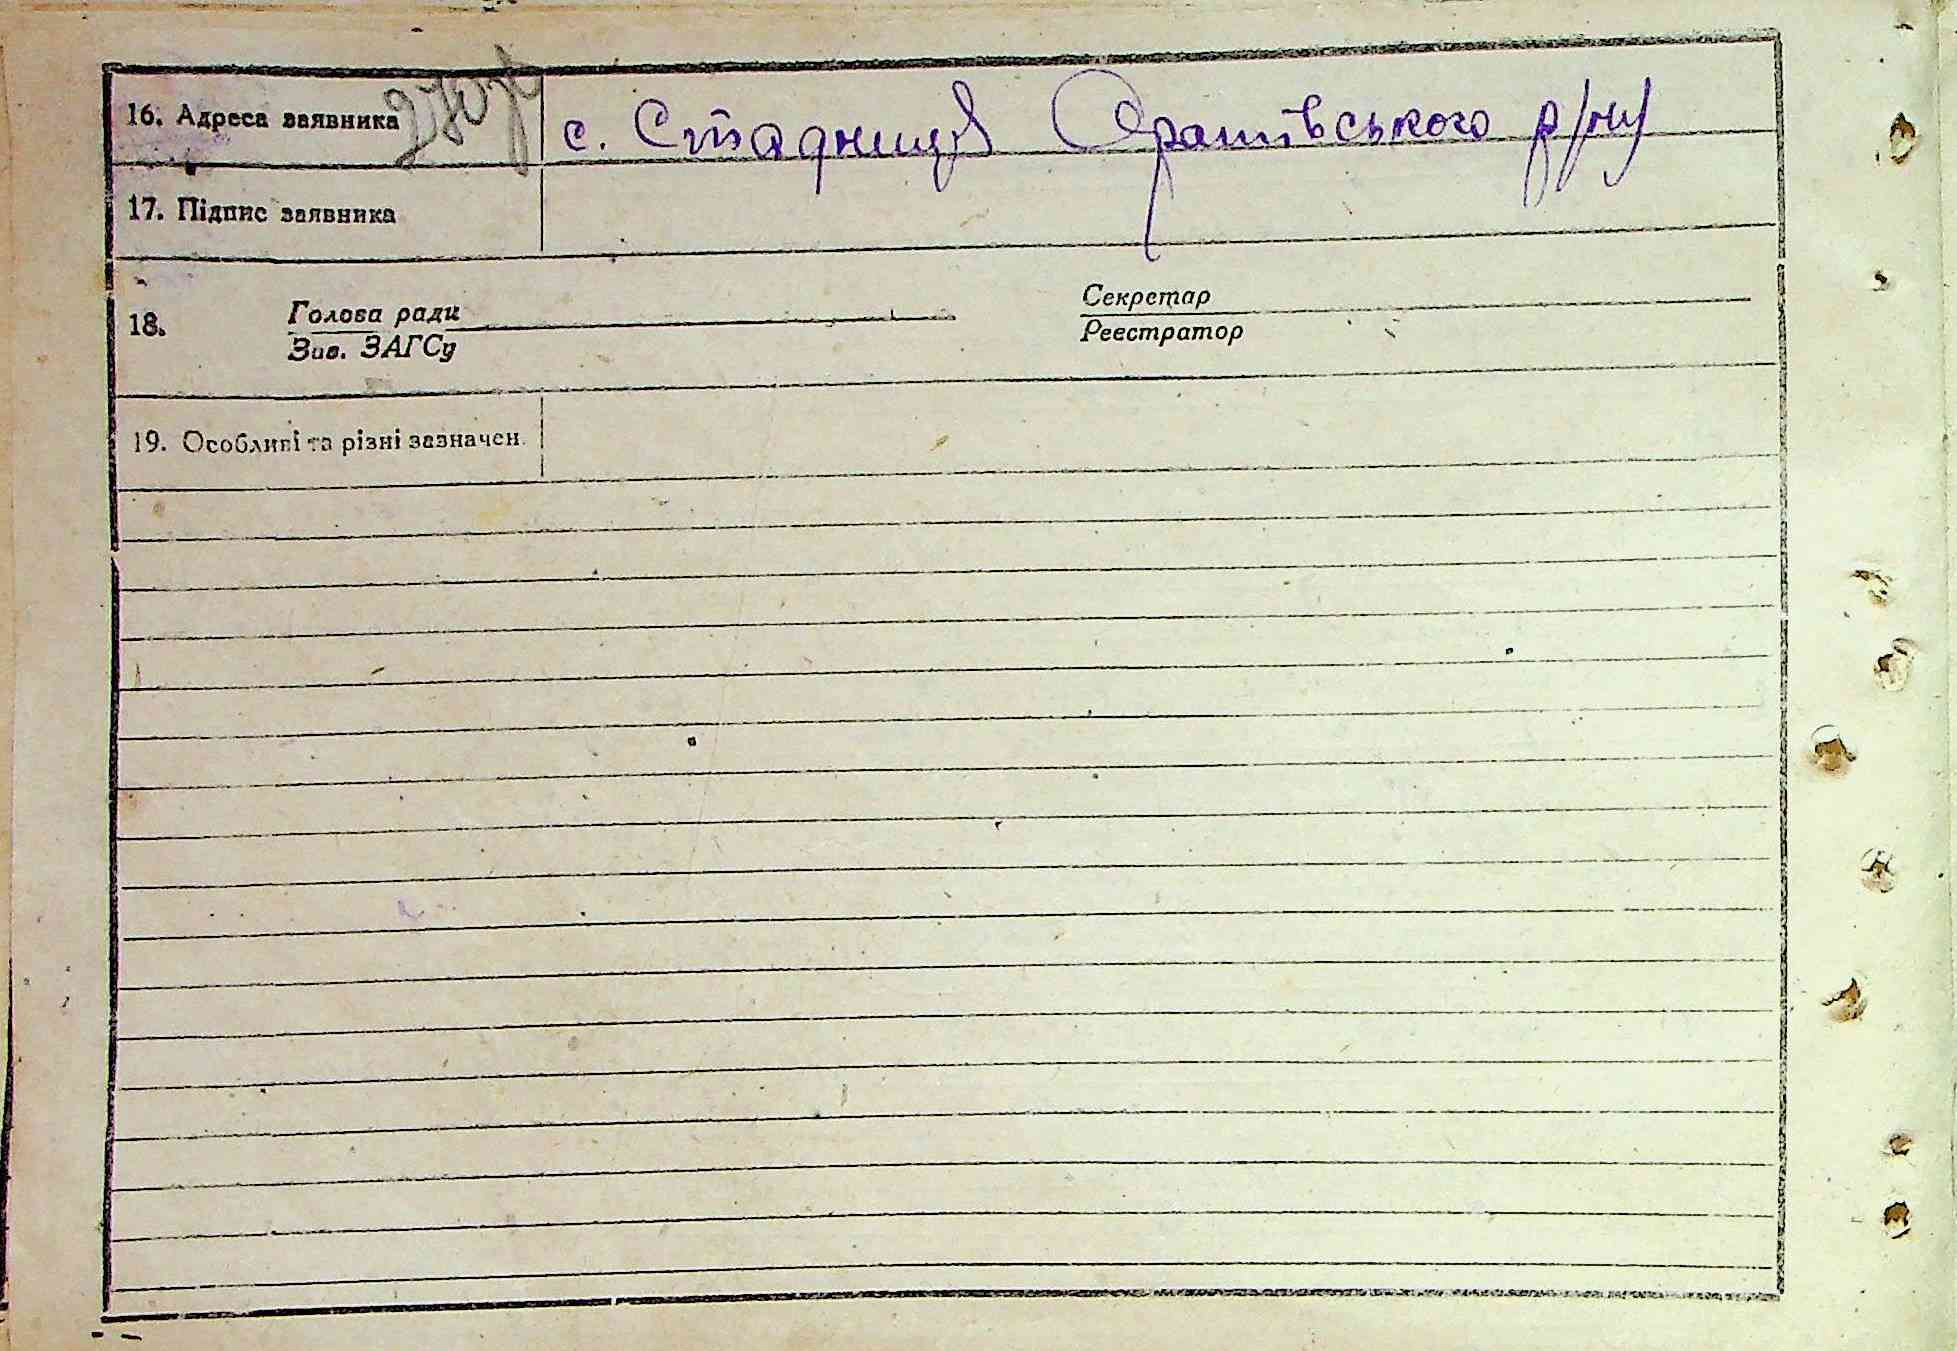 16. Адреса заявника с. Стадниця Оратівського р/ну
17. Підпис заявника
18. Голова ради Секретар
Зав. ЗАГСу Реєстратор
19. Особливі та різні зазначен.